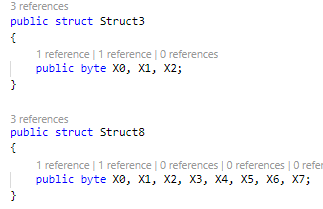 3 references
public struct Struct3
{
1 reference | 1 reference | 0 references
public byte X0, X1, X2;
}
3 references
public struct Struct8
{
1 reference | 1 reference | 0 references | 0 references | 0 refer
public byte X0, X1, X2, X3, X4, X5, X6, X7;
}